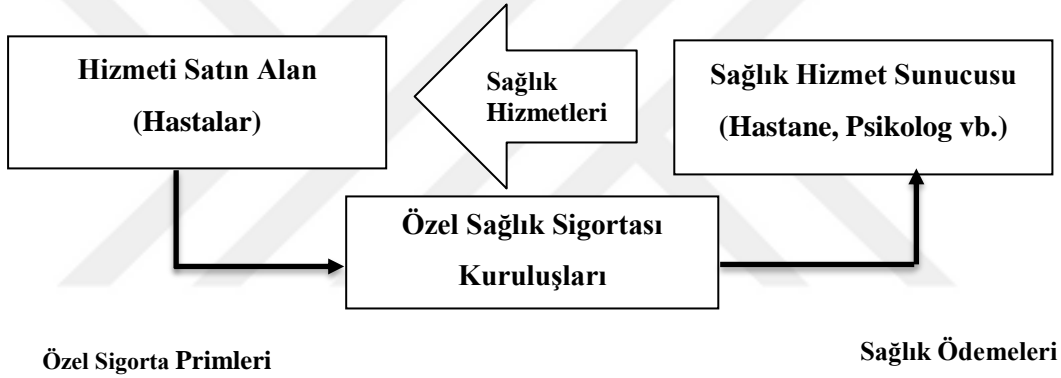 Hizmeti Satın Alan
(Hastalar)
Sağlık
Hizmetleri
Sağlık Hizmet Sunucusu
(Hastane, Psikolog vb.)
Özel Sağlık Sigortası
Kuruluşları
Özel Sigorta Primleri
Sağlık Ödemeleri